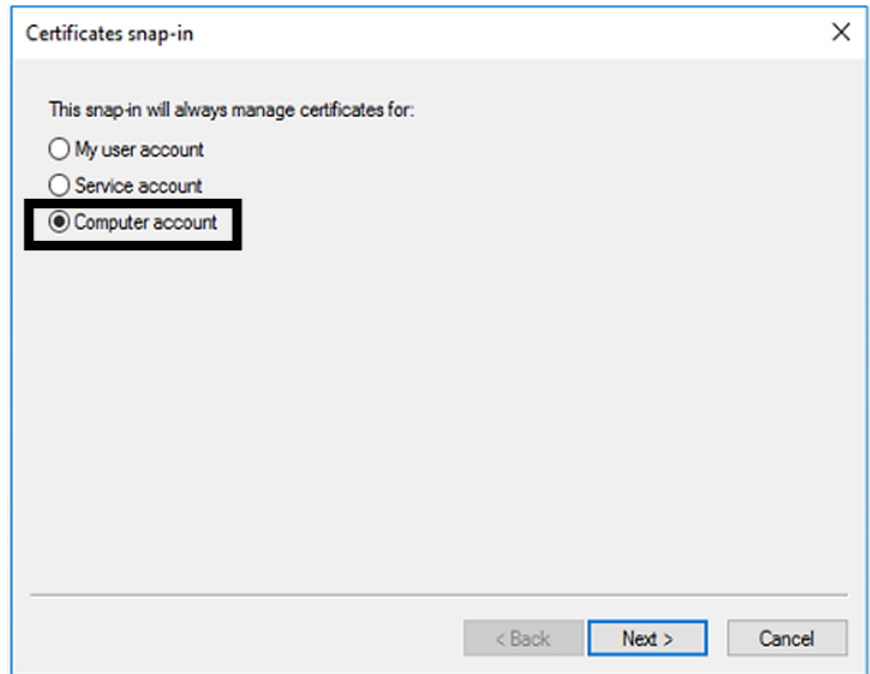 Certificates snap-in
This snap-in will always manage certificates for:
My user account
Service account
Computer account
< Back Next > Cancel